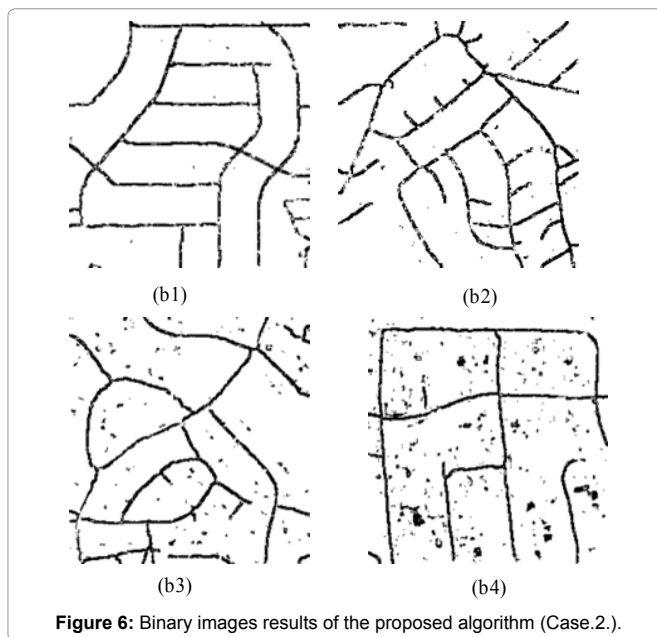 (b1)
(b2)
(b3)
(b4)
Figure 6: Binary images results of the proposed algorithm (Case.2.).